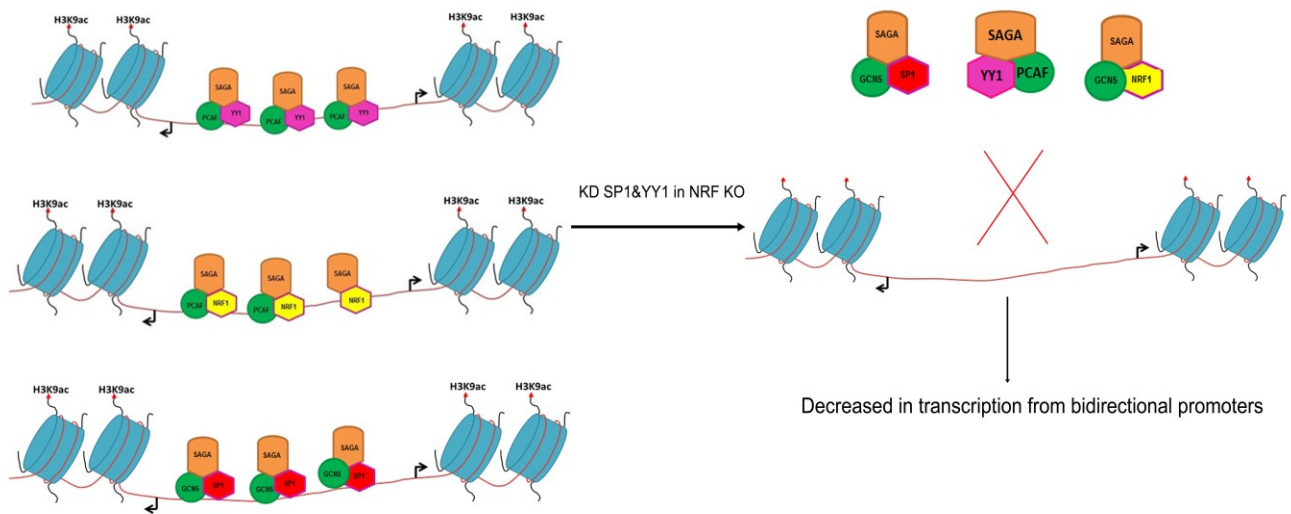 H3K9ac H3K9ac H3K9ac H3K9ac
SAGA SAGA SAGA
PCAF YY1 PCAF YY1 PCAF YY1
H3K9ac H3K9ac H3K9ac H3K9ac
SAGA SAGA SAGA
PCAF NRF1 PCAF NRF1 NRF1
H3K9ac H3K9ac H3K9ac H3K9ac
SAGA SAGA SAGA
GCN5 SP1 GCN5 SP1 GCN5 SP1
KD SP1&YY1 in NRF KO
SAGA SAGA SAGA
GCN5 SP1 YY1 PCAF GCN5 NRF1
Decreased in transcription from bidirectional promoters